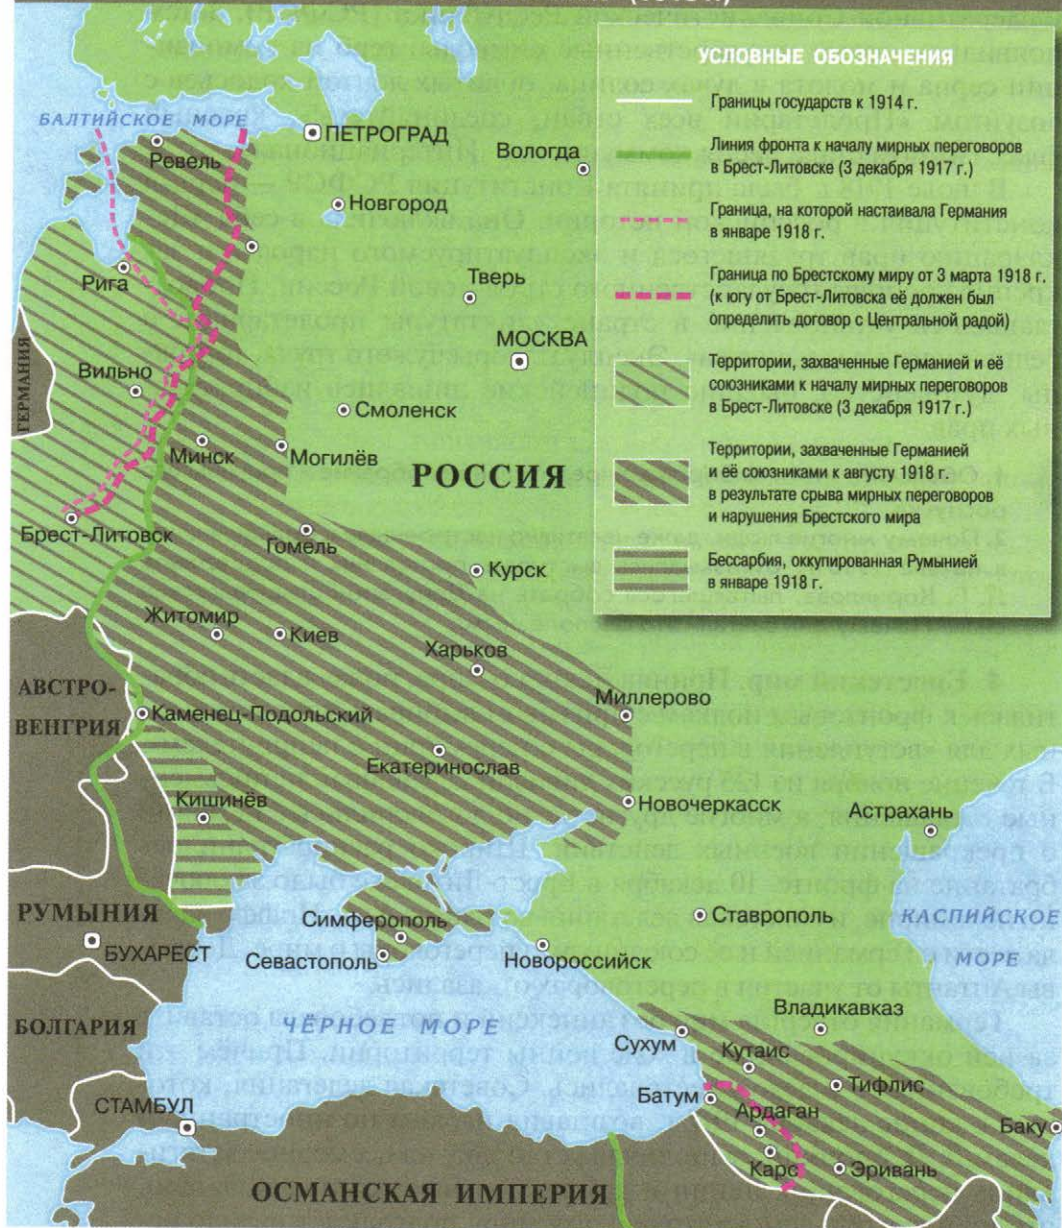 (1918 г.)
УСЛОВНЫЕ ОБОЗНАЧЕНИЯ
Границы государств к 1914 г.
Линия фронта к началу мирных переговоров
в Брест-Литовске (3 декабря 1917 г.)
Граница, на которой настаивала Германия
в январе 1918 г.
Граница по Брестскому миру от 3 марта 1918 г.
(к югу от Брест-Литовска её должен был
определить договор с Центральной радой)
Территории, захваченные Германией и её
союзниками к началу мирных переговоров
в Брест-Литовске (3 декабря 1917 г.)
Территории, захваченные Германией
и её союзниками к августу 1918 г.
в результате срыва мирных переговоров
и нарушения Брестского мира
Бессарбия, оккупированная Румынией
в январе 1918 г.
БАЛТИЙСКОЕ МОРЕ
Ревель
ПЕТРОГРАД
Вологда
Новгород
Рига
Тверь
МОСКВА
ГЕРМАНИЯ
Вильно
Смоленск
Минск
Могилёв
РОССИЯ
Брест-Литовск
Гомель
Курск
Житомир
Киев
Харьков
АВСТРО-
ВЕНГРИЯ
Каменец-Подольский
Миллерово
Екатеринослав
Кишинёв
Новочеркасск
Астрахань
РУМЫНИЯ
БУХАРЕСТ
Симферополь
Севастополь
Новороссийск
Ставрополь
КАСПИЙСКОЕ
МОРЕ
БОЛГАРИЯ
ЧЁРНОЕ МОРЕ
Владикавказ
Сухум
Кутаис
Тифлис
Батум
Ардаган
Баку
СТАМБУЛ
Карс
Эривань
ОСМАНСКАЯ ИМПЕРИЯ